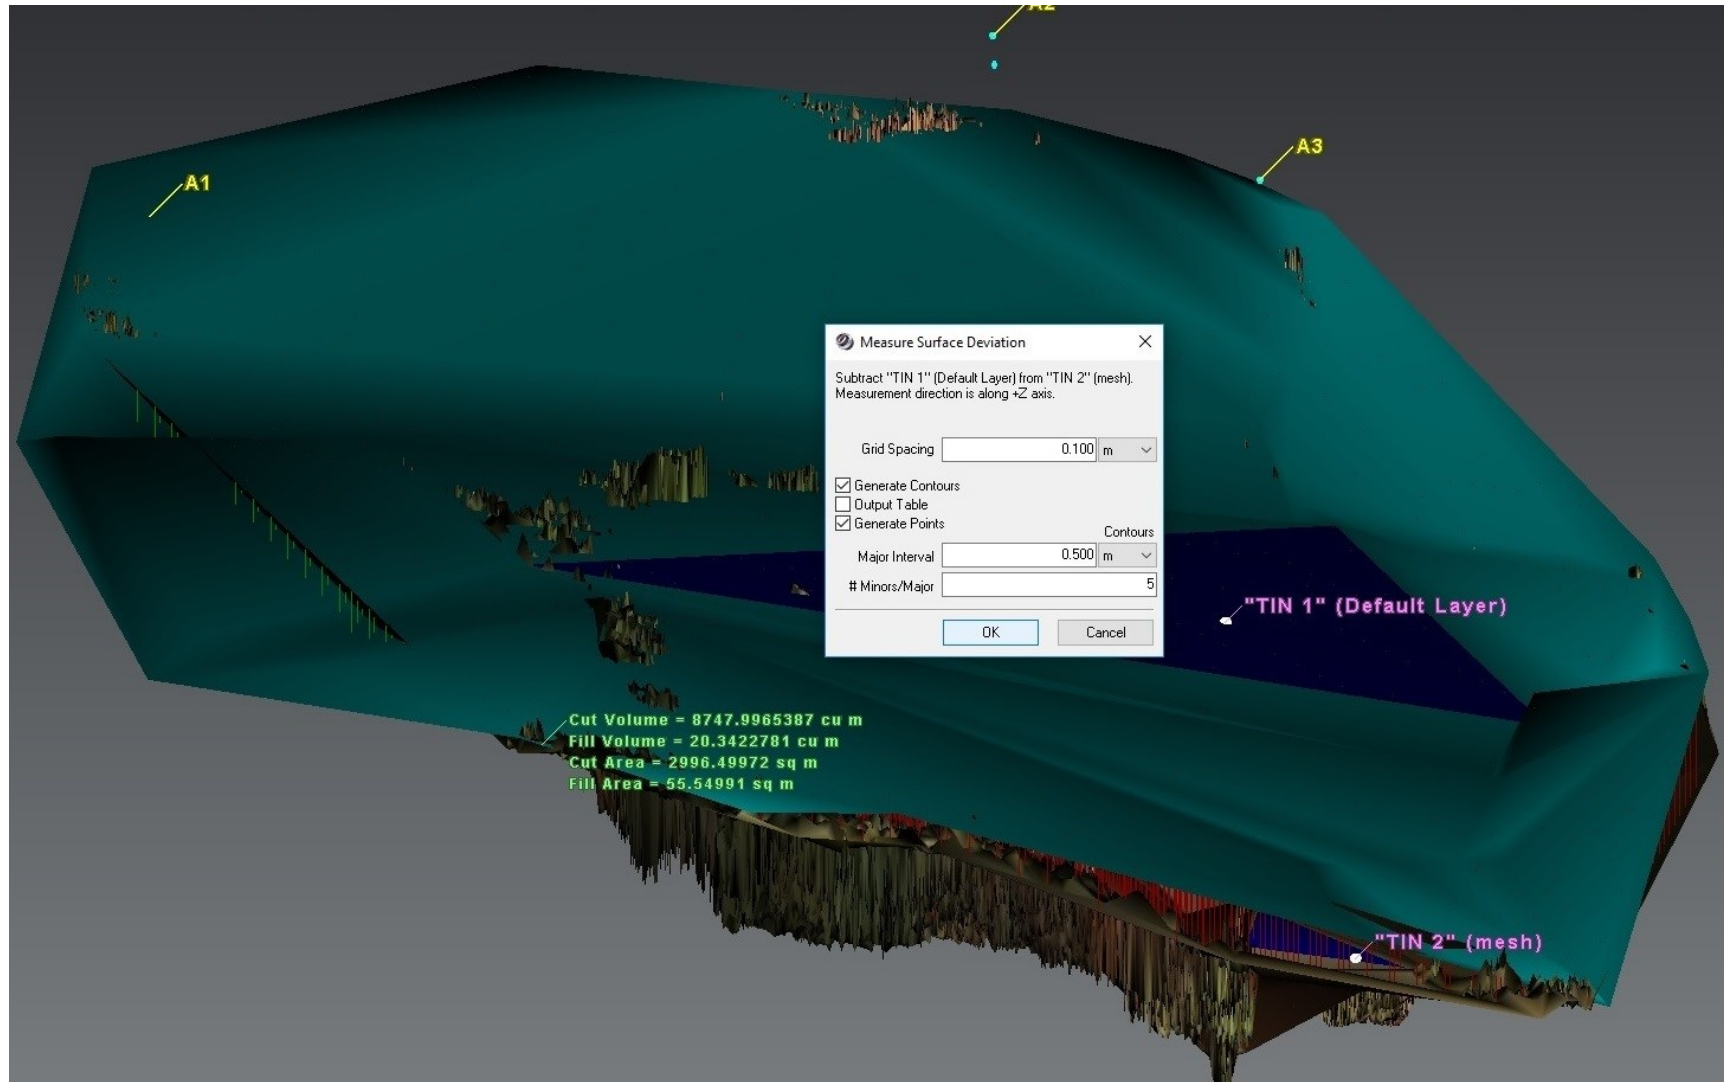 A2
A3
A1
Measure Surface Deviation
Subtract "TIN 1" (Default Layer) from "TIN 2" (mesh).
Measurement direction is along +Z axis.
Grid Spacing 0.100 m
Generate Contours
Output Table
Generate Points
Contours
Major Interval 0.500 m
# Minors/Major 5
OK Cancel
"TIN 1" (Default Layer)
Cut Volume = 8747.9965387 cu m
Fill Volume = 20.3422781 cu m
Cut Area = 2996.49972 sq m
Fill Area = 55.54991 sq m
"TIN 2" (mesh)